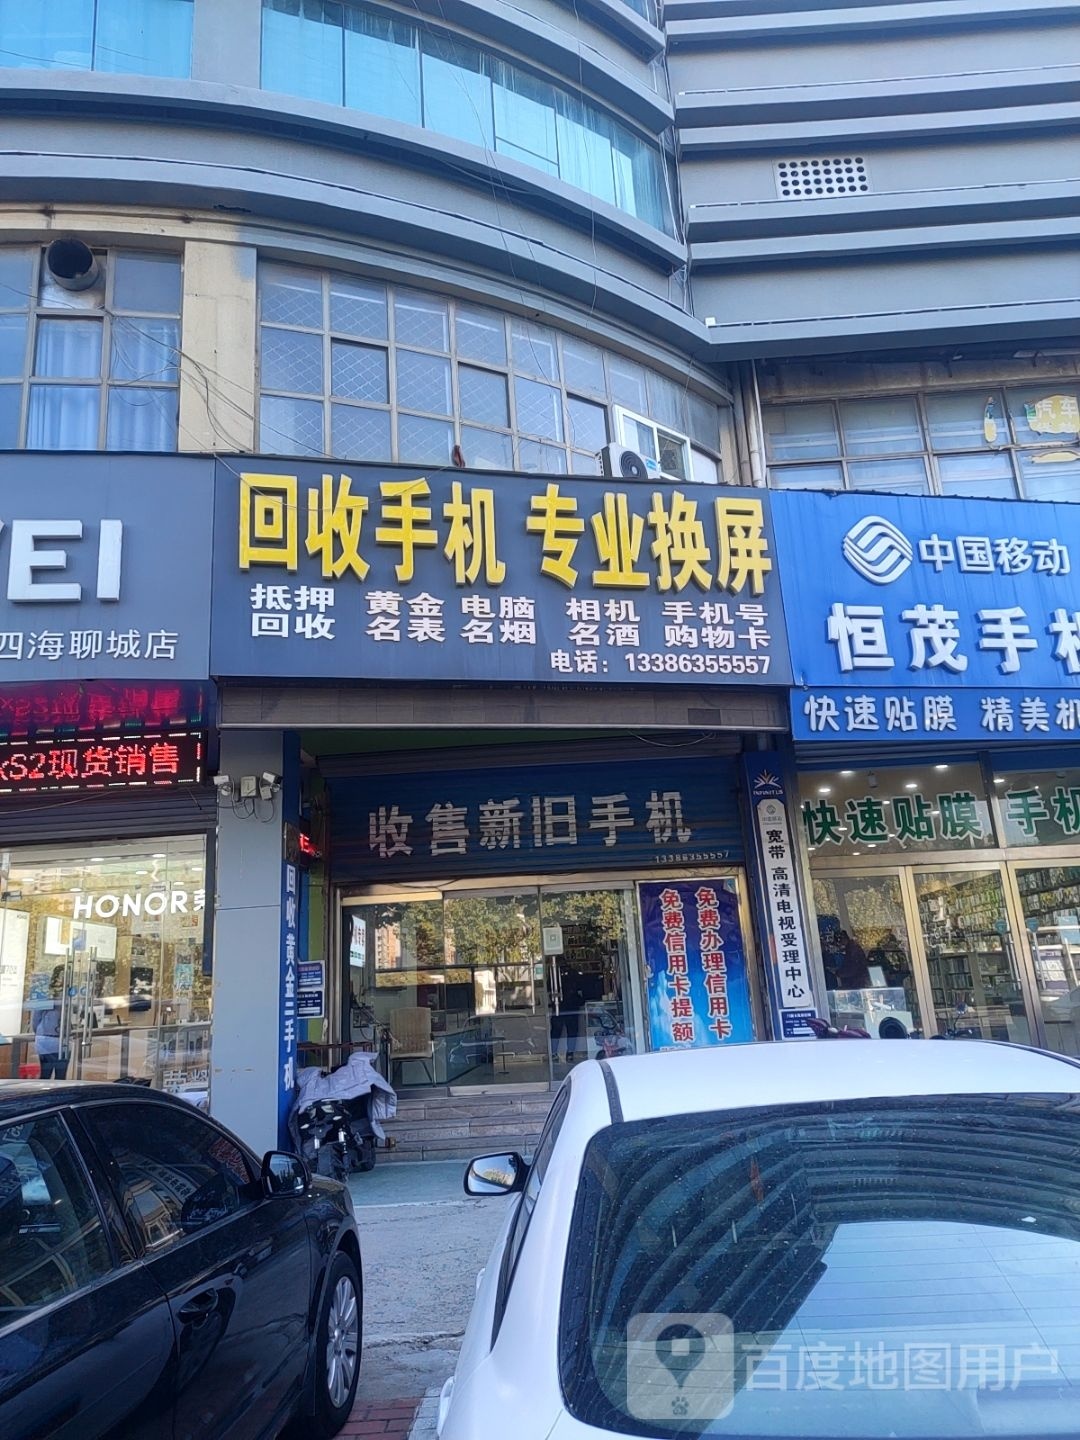 汽车
VEI
四海聊城店
xS2现货销售
HONOR
回收手机 专业换屏
抵押 黄金 电脑 相机 手机号
回收 名表 名烟 名酒 购物卡
电话：13386355557
中国移动
恒茂手机
快速贴膜 精美机
收售新旧手机
13386355557
快速贴膜 手机
宽带 高清电视受理中心
免费办理信用卡
免费信用卡提额
回收黄金二手机
百度地图用户